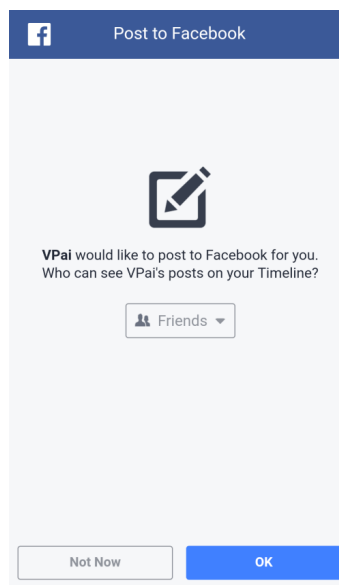 Post to Facebook
VPai would like to post to Facebook for you.
Who can see VPai's posts on your Timeline?
Friends
Not Now
OK